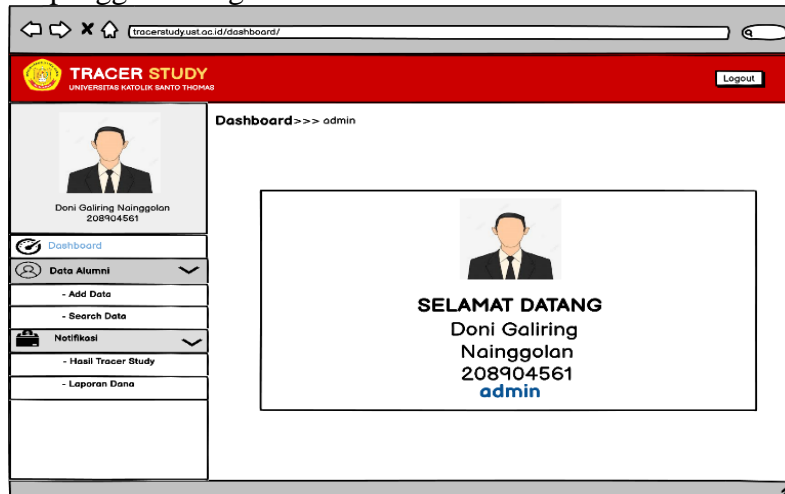 tracerstudy.ust.ac.id/dashboard/
TRACER STUDY
UNIVERSITAS KATOLIK SANTO THOMAS
Logout
Dashboard>>> admin
Doni Galiring Nainggolan
208904561
Dashboard
Data Alumni
- Add Data
- Search Data
Notifikasi
- Hasil Tracer Study
- Laporan Dana
SELAMAT DATANG
Doni Galiring
Nainggolan
208904561
admin